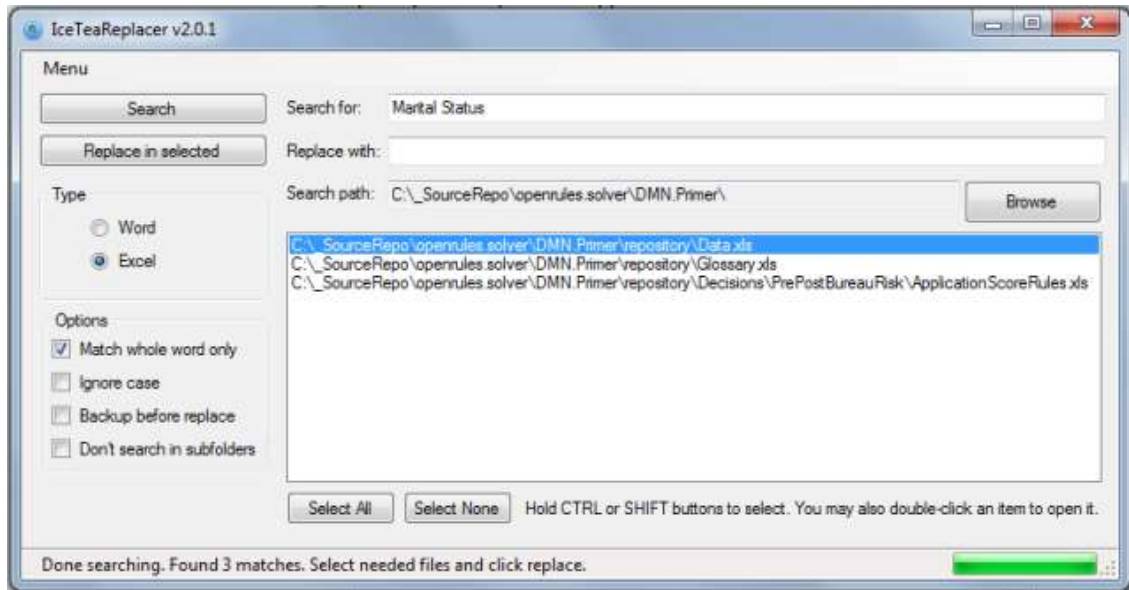 IceTeaReplacer v2.0.1
Menu
Search
Search for:
Marital Status
Replace in selected
Replace with:
Type
Search path:
C:\_SourceRepo\openrules.solver\DMN.Primer\
Browse
Word
Excel
C:\_SourceRepo\openrules.solver\DMN.Primer\repository\Data.xls
C:\_SourceRepo\openrules.solver\DMN.Primer\repository\Glossary.xls
C:\_SourceRepo\openrules.solver\DMN.Primer\repository\Decisions\PrePostBureauRisk\ApplicationScoreRules.xls
Options
Match whole word only
Ignore case
Backup before replace
Don't search in subfolders
Select All
Select None
Hold CTRL or SHIFT buttons to select. You may also double-click an item to open it.
Done searching. Found 3 matches. Select needed files and click replace.